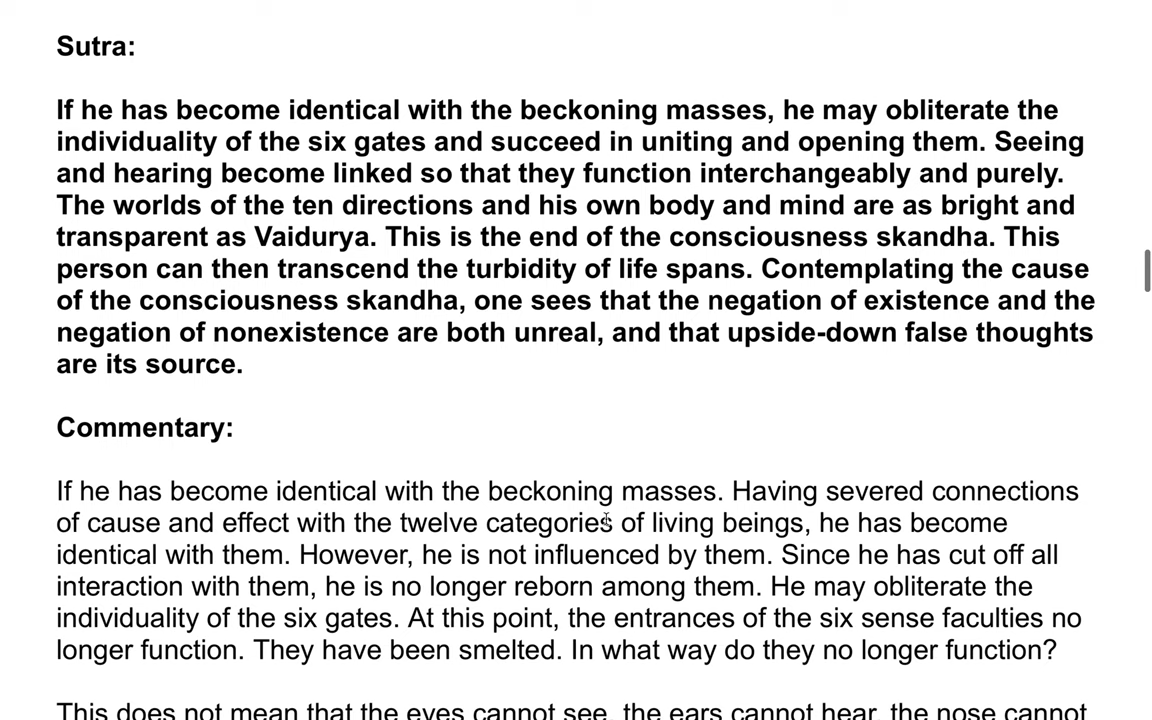 Sutra:
If he has become identical with the beckoning masses, he may obliterate the
individuality of the six gates and succeed in uniting and opening them. Seeing
and hearing become linked so that they function interchangeably and purely.
The worlds of the ten directions and his own body and mind are as bright and
transparent as Vaidurya. This is the end of the consciousness skandha. This
person can then transcend the turbidity of life spans. Contemplating the cause
of the consciousness skandha, one sees that the negation of existence and the
negation of nonexistence are both unreal, and that upside-down false thoughts
are its source.
Commentary:
If he has become identical with the beckoning masses. Having severed connections
of cause and effect with the twelve categories of living beings, he has become
identical with them. However, he is not influenced by them. Since he has cut off all
interaction with them, he is no longer reborn among them. He may obliterate the
individuality of the six gates. At this point, the entrances of the six sense faculties no
longer function. They have been smelted. In what way do they no longer function?
This does not mean that the eyes cannot see, the ears cannot hear, the nose cannot